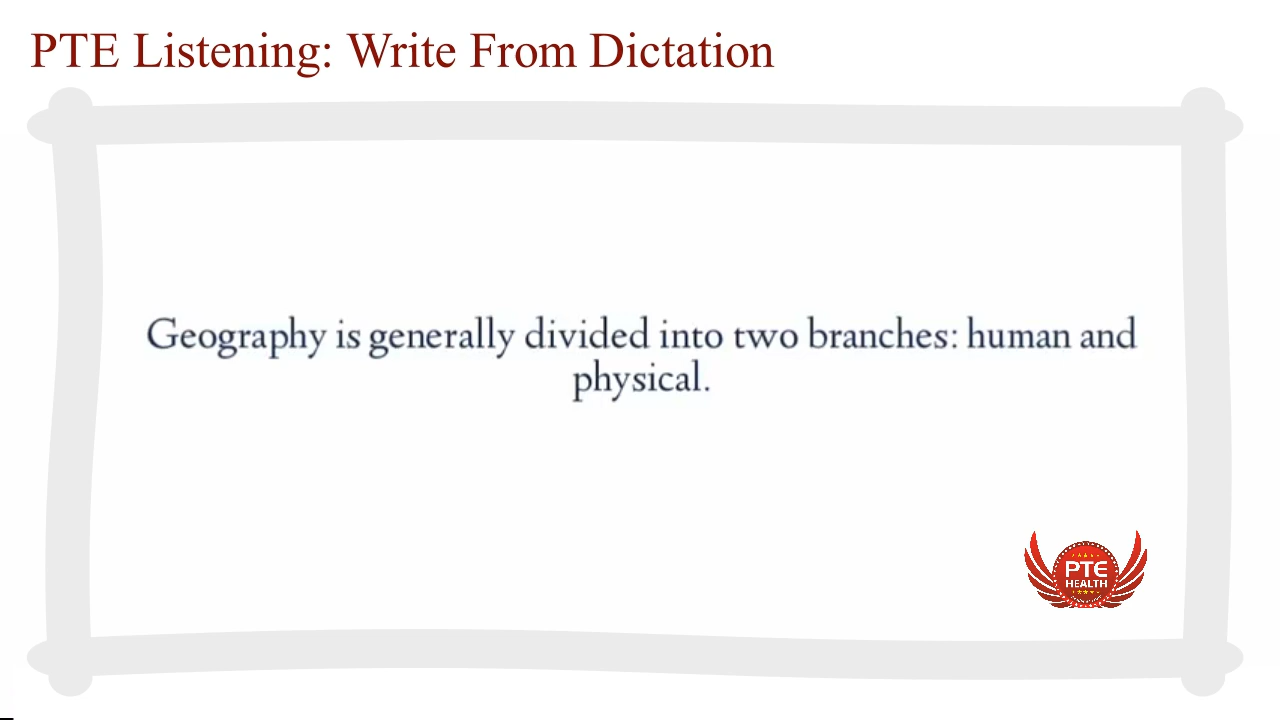 PTE Listening: Write From Dictation
Geography is generally divided into two branches: human and
physical.
PTE
HEALTH